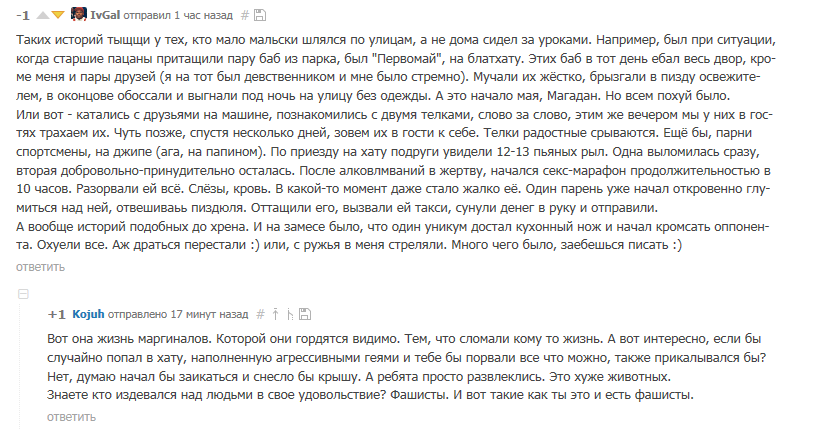 -1 IvGal отправил 1 час назад #
Таких историй тыщщи у тех, кто мало мальски шлялся по улицам, а не дома сидел за уроками. Например, был при ситуации,
когда старшие пацаны притащили пару баб из парка, был "Первомай", на блатхату. Этих баб в тот день ебал весь двор, кро-
ме меня и пары друзей (я на тот был девственником и мне было стремно). Мучали их жёстко, брызгали в пизду освежите-
лем, в оконцове обоссали и выгнали под ночь на улицу без одежды. А это начало мая, Магадан. Но всем похуй было.
Или вот - катались с друзьями на машине, познакомились с двумя телками, слово за слово, этим же вечером мы у них в гос-
тях трахаем их. Чуть позже, спустя несколько дней, зовем их в гости к себе. Телки радостные срываются. Ещё бы, парни
спортсмены, на джипе (ага, на папином). По приезду на хату подруги увидели 12-13 пьяных рыл. Одна выломилась сразу,
вторая добровольно-принудительно осталась. После алковлмваний в жертву, начался секс-марафон продолжительностью в
10 часов. Разорвали ей всё. Слёзы, кровь. В какой-то момент даже стало жалко её. Один парень уже начал откровенно глу-
миться над ней, отвешиваьь пиздюля. Оттащили его, вызвали ей такси, сунули денег в руку и отправили.
А вообще историй подобных до хрена. И на замесе было, что один уникум достал кухонный нож и начал кромсать оппонен-
та. Охуели все. Аж драться перестали :) или, с ружья в меня стреляли. Много чего было, заебешься писать :)
ответить
+1 Kojuh отправлено 17 минут назад #
Вот она жизнь маргиналов. Которой они гордятся видимо. Тем, что сломали кому то жизнь. А вот интересно, если бы
случайно попал в хату, наполненную агрессивными геями и тебе бы порвали все что можно, также прикалывался бы?
Нет, думаю начал бы заикаться и снесло бы крышу. А ребята просто развлеклись. Это хуже животных.
Знаете кто издевался над людьми в свое удовольствие? Фашисты. И вот такие как ты это и есть фашисты.
ответить